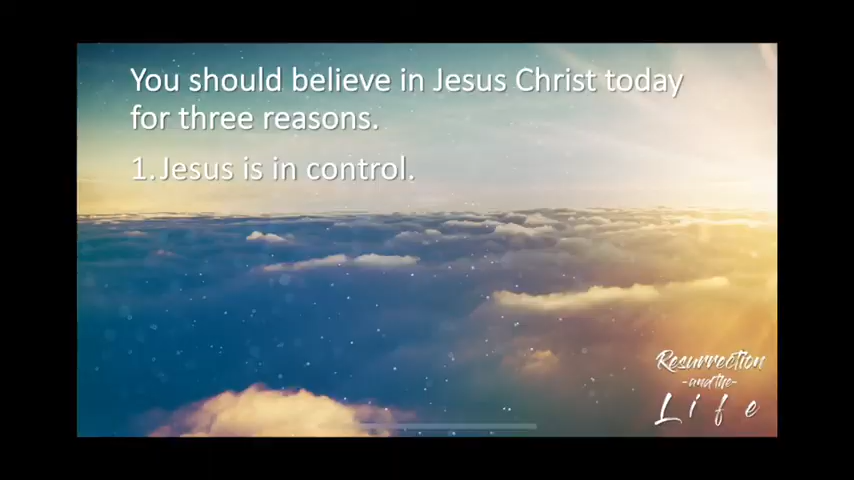 You should believe in Jesus Christ today
for three reasons.
1.Jesus is in control.
Resurrection
-and the-
Life